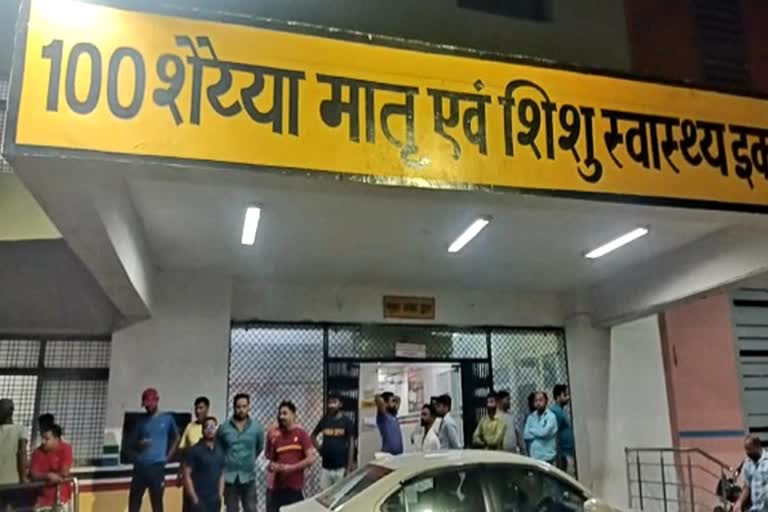 100 शैय्या मातृ एवं शिशु स्वास्थ्य इक